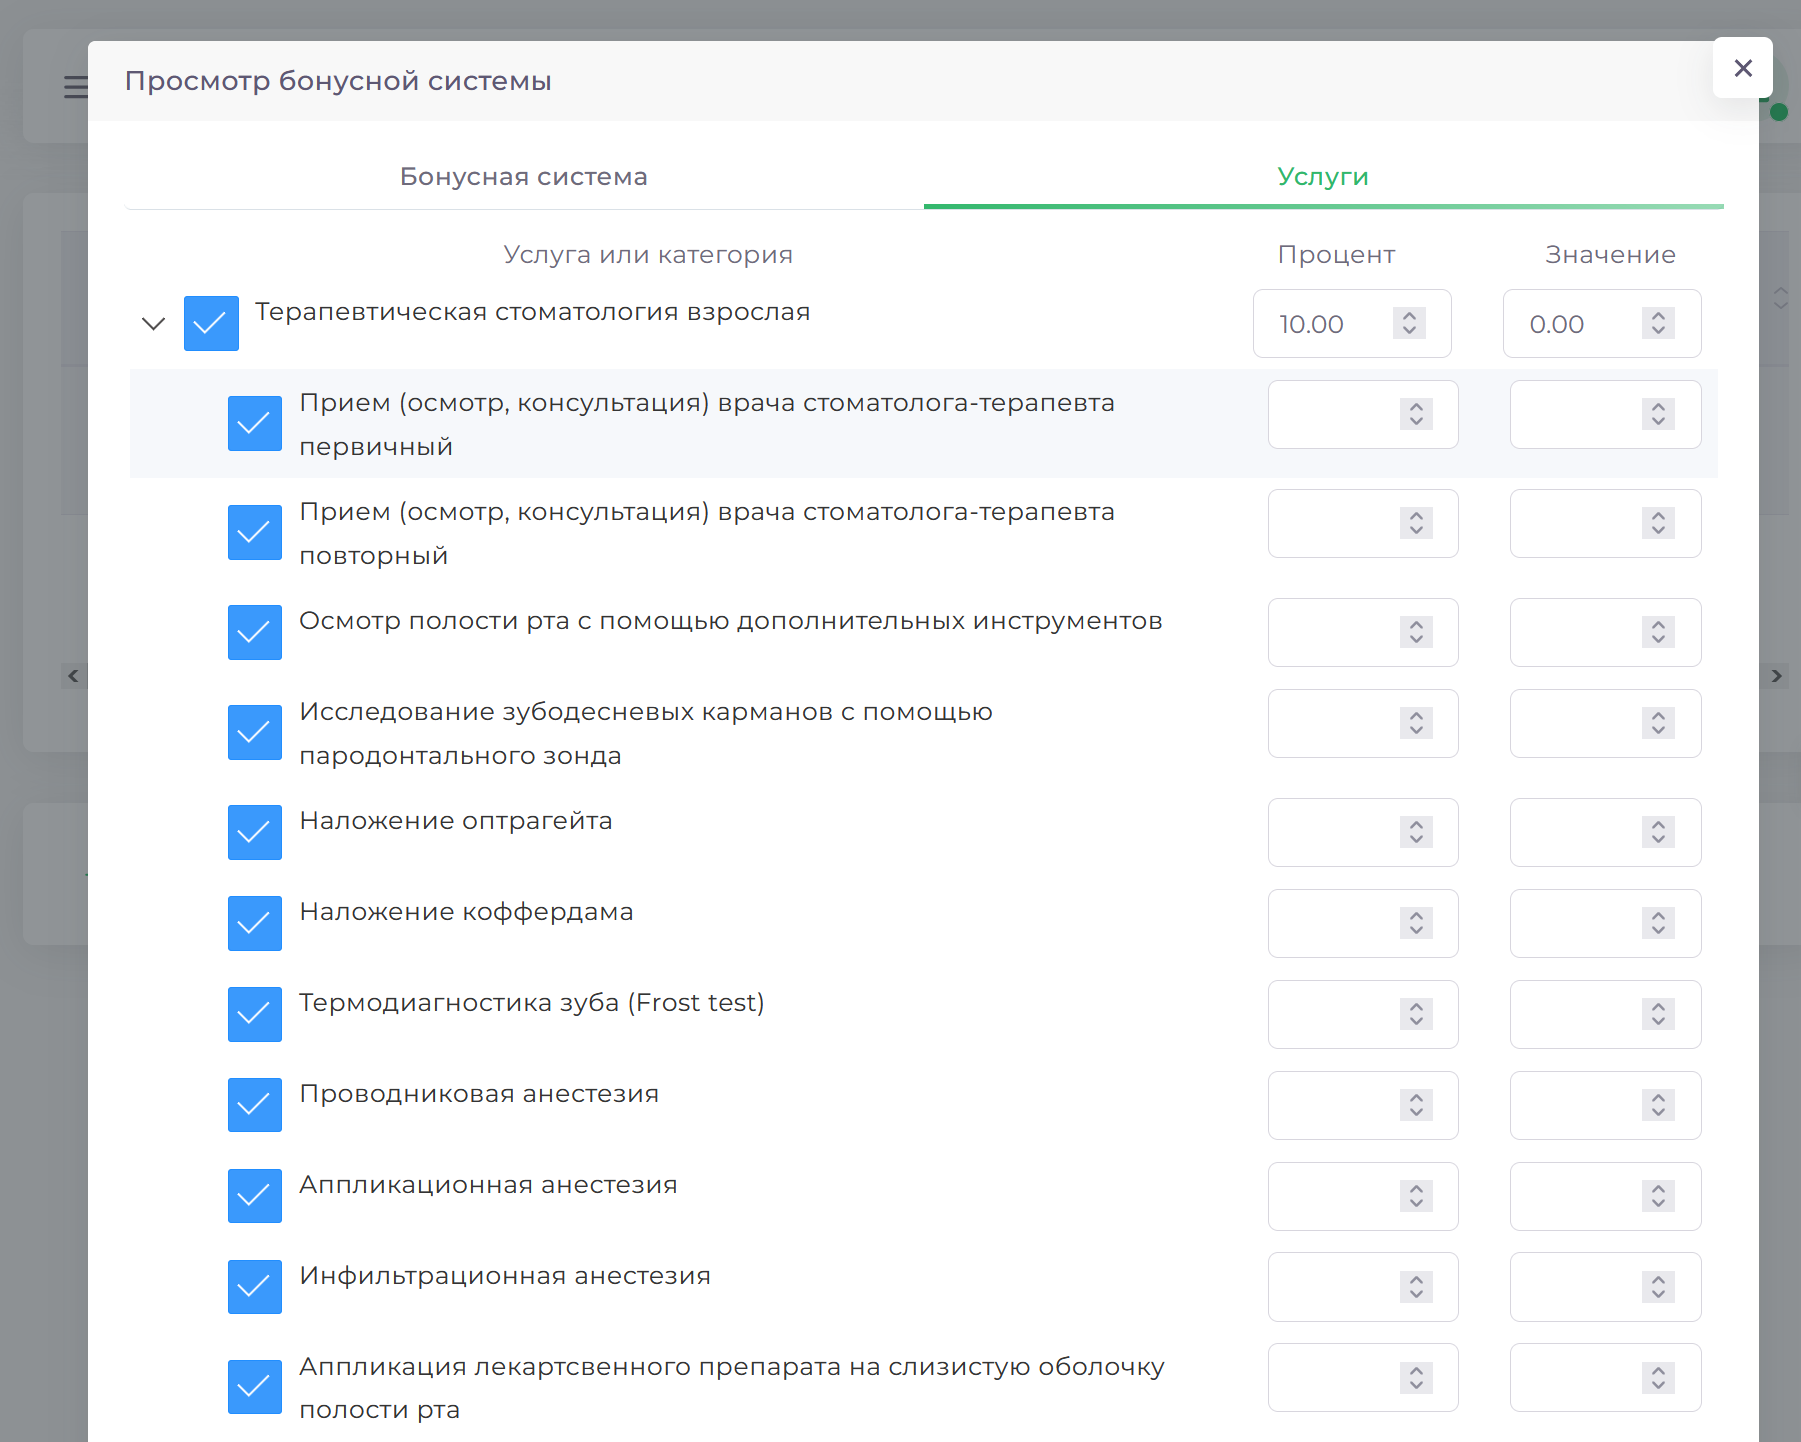 Просмотр бонусной системы
Бонусная система
Услуги
Услуга или категория
Процент
Значение
Терапевтическая стоматология взрослая
10.00
0.00
Прием (осмотр, консультация) врача стоматолога-терапевта
первичный
Прием (осмотр, консультация) врача стоматолога-терапевта
повторный
Осмотр полости рта с помощью дополнительных инструментов
Исследование зубодесневых карманов с помощью
пародонтального зонда
Наложение оптрагейта
Наложение коффердама
Термодиагностика зуба (Frost test)
Проводниковая анестезия
Аппликационная анестезия
Инфильтрационная анестезия
Аппликация лекартсвенного препарата на слизистую оболочку
полости рта